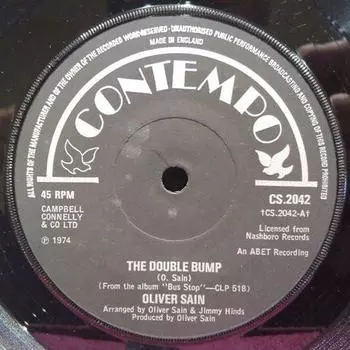 ALL RIGHTS OF THE MANUFACTURER AND OF THE OWNER OF THE RECORDED WORK RESERVED - UNAUTHORISED PUBLIC PERFORMANCE, BROADCASTING AND COPYING OF THIS RECORD PROHIBITED
MADE IN ENGLAND
CONTEMPO
45 RPM
CAMPBELL
CONNELLY
& CO LTD
Ⓟ 1974
CS.2042
†CS.2042-A†
Licensed from
Nashboro Records
An ABET Recording
THE DOUBLE BUMP
(O. Sain)
(From the album "Bus Stop"—CLP 518)
OLIVER SAIN
Arranged by Oliver Sain & Jimmy Hinds
Produced by Oliver Sain